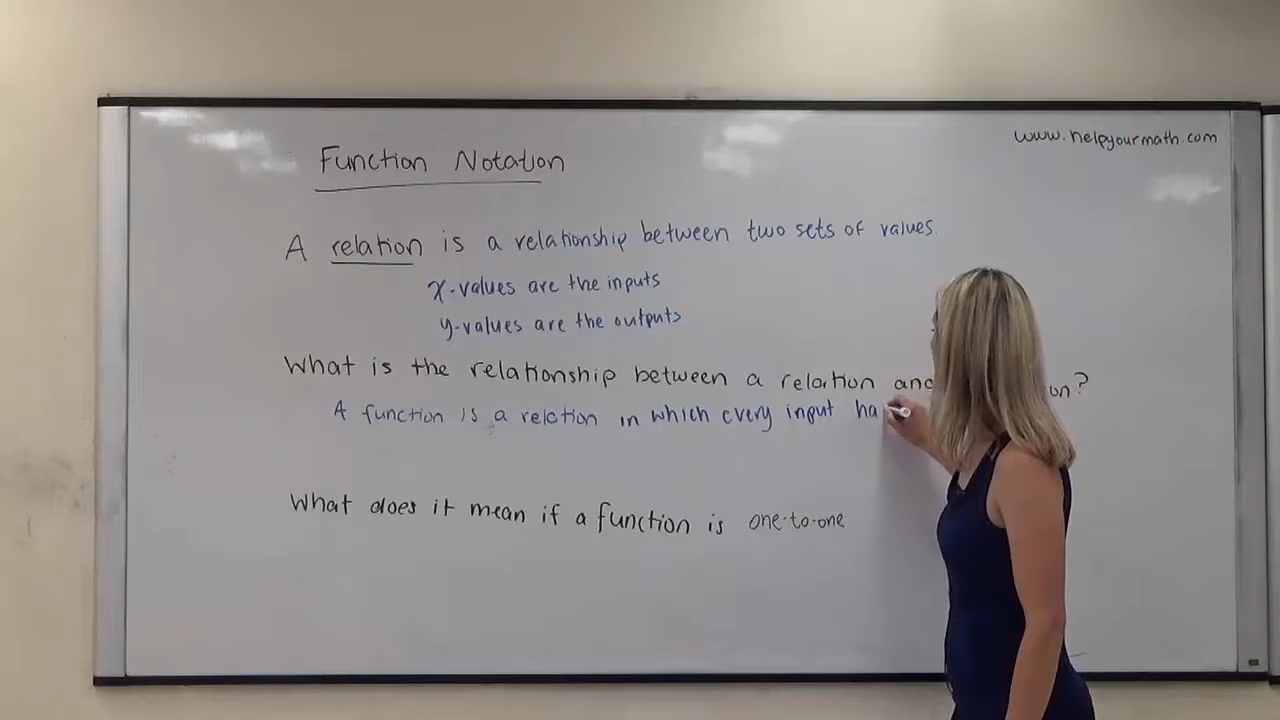 www.helpyourmath.com
Function Notation
A relation is a relationship between two sets of values.
x-values are the inputs
y-values are the outputs
What is the relationship between a relation and on?
A function is a relation in which every input ha
What does it mean if a function is one-to-one